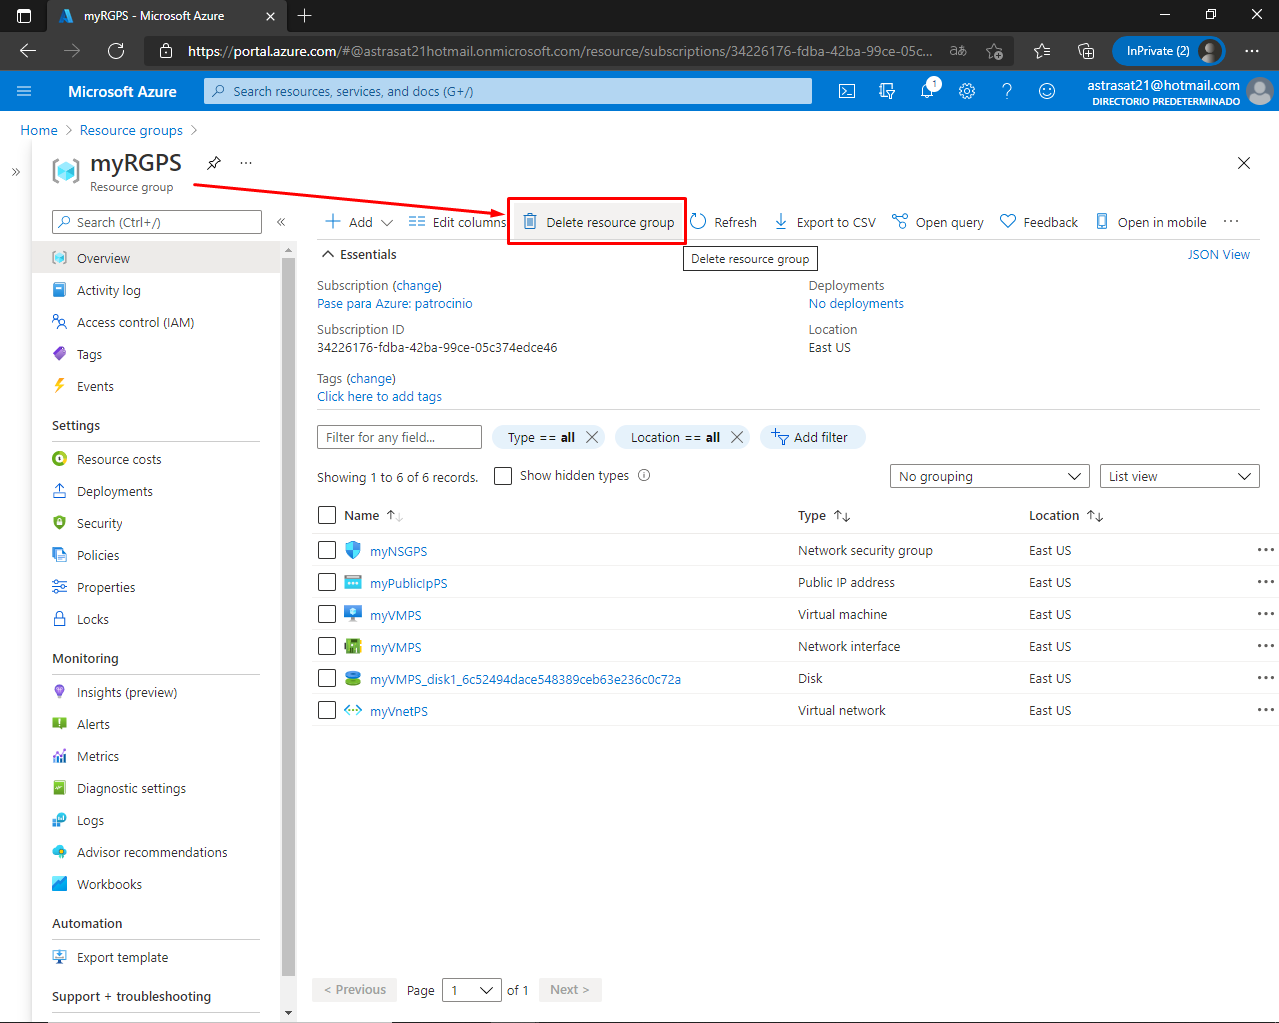 myRGPS - Microsoft Azure
https://portal.azure.com/#@astrasat21hotmail.onmicrosoft.com/resource/subscriptions/34226176-fdba-42ba-99ce-05c...
InPrivate (2)
Microsoft Azure
Search resources, services, and docs (G+/)
1
astrasat21@hotmail.com
DIRECTORIO PREDETERMINADO
Home > Resource groups >
myRGPS
Resource group
Search (Ctrl+/)
Add
Edit columns
Delete resource group
Refresh
Export to CSV
Open query
Feedback
Open in mobile
Delete resource group
Overview
Activity log
Access control (IAM)
Tags
Events
Settings
Resource costs
Deployments
Security
Policies
Properties
Locks
Monitoring
Insights (preview)
Alerts
Metrics
Diagnostic settings
Logs
Advisor recommendations
Workbooks
Automation
Export template
Support + troubleshooting
Essentials
JSON View
Subscription (change)
Pase para Azure: patrocinio
Subscription ID
34226176-fdba-42ba-99ce-05c374edce46
Deployments
No deployments
Location
East US
Tags (change)
Click here to add tags
Filter for any field...
Type == all
Location == all
Add filter
Showing 1 to 6 of 6 records.
Show hidden types
No grouping
List view
Name Type Location
myNSGPS Network security group East US
myPublicIpPS Public IP address East US
myVMPS Virtual machine East US
myVMPS Network interface East US
myVMPS_disk1_6c52494dace548389ceb63e236c0c72a Disk East US
myVnetPS Virtual network East US
< Previous
Page 1 of 1
Next >